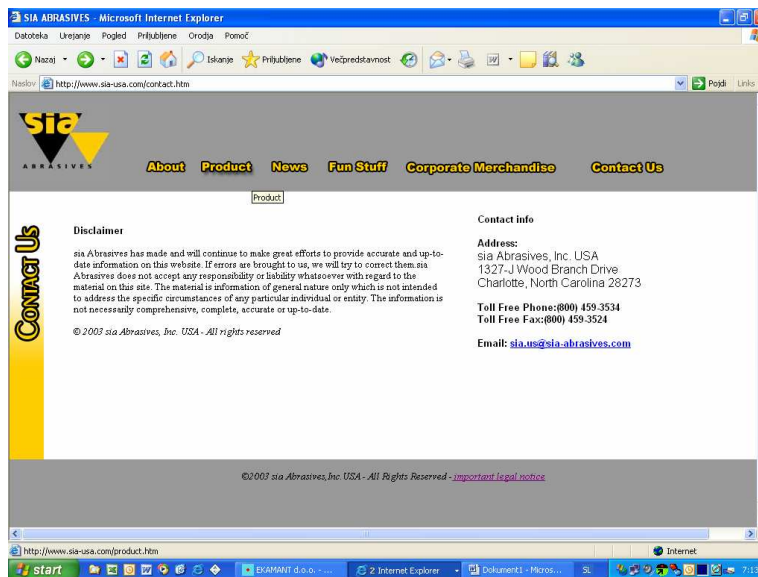 SIA ABRASIVES - Microsoft Internet Explorer
Datoteka Urejanje Pogled Priljubljene Orodja Pomoč
Nazaj Iskanje Priljubljene Večpredstavnost
Naslov http://www.sia-usa.com/contact.htm Pojdi Links
sia
ABRASIVES
About Product News Fun Stuff Corporate Merchandise Contact Us
Product
Contact Us
Disclaimer
sia Abrasives has made and will continue to make great efforts to provide accurate and up-to-
date information on this website. If errors are brought to us, we will try to correct them.sia
Abrasives does not accept any responsibility or liability whatsoever with regard to the
material on this site. The material is information of general nature only which is not intended
to address the specific circumstances of any particular individual or entity. The information is
not necessarily comprehensive, complete, accurate or up-to-date.
© 2003 sia Abrasives, Inc. USA - All rights reserved
Contact info
Address:
sia Abrasives, Inc. USA
1327-J Wood Branch Drive
Charlotte, North Carolina 28273
Toll Free Phone:(800) 459-3534
Toll Free Fax:(800) 459-3524
Email: sia.us@sia-abrasives.com
©2003 sia Abrasives,Inc. USA - All Rights Reserved - important legal notice
http://www.sia-usa.com/product.htm Internet
start EKAMANT d.o.o. - ... 2 Internet Explorer Dokument1 - Micros... SL 7:13